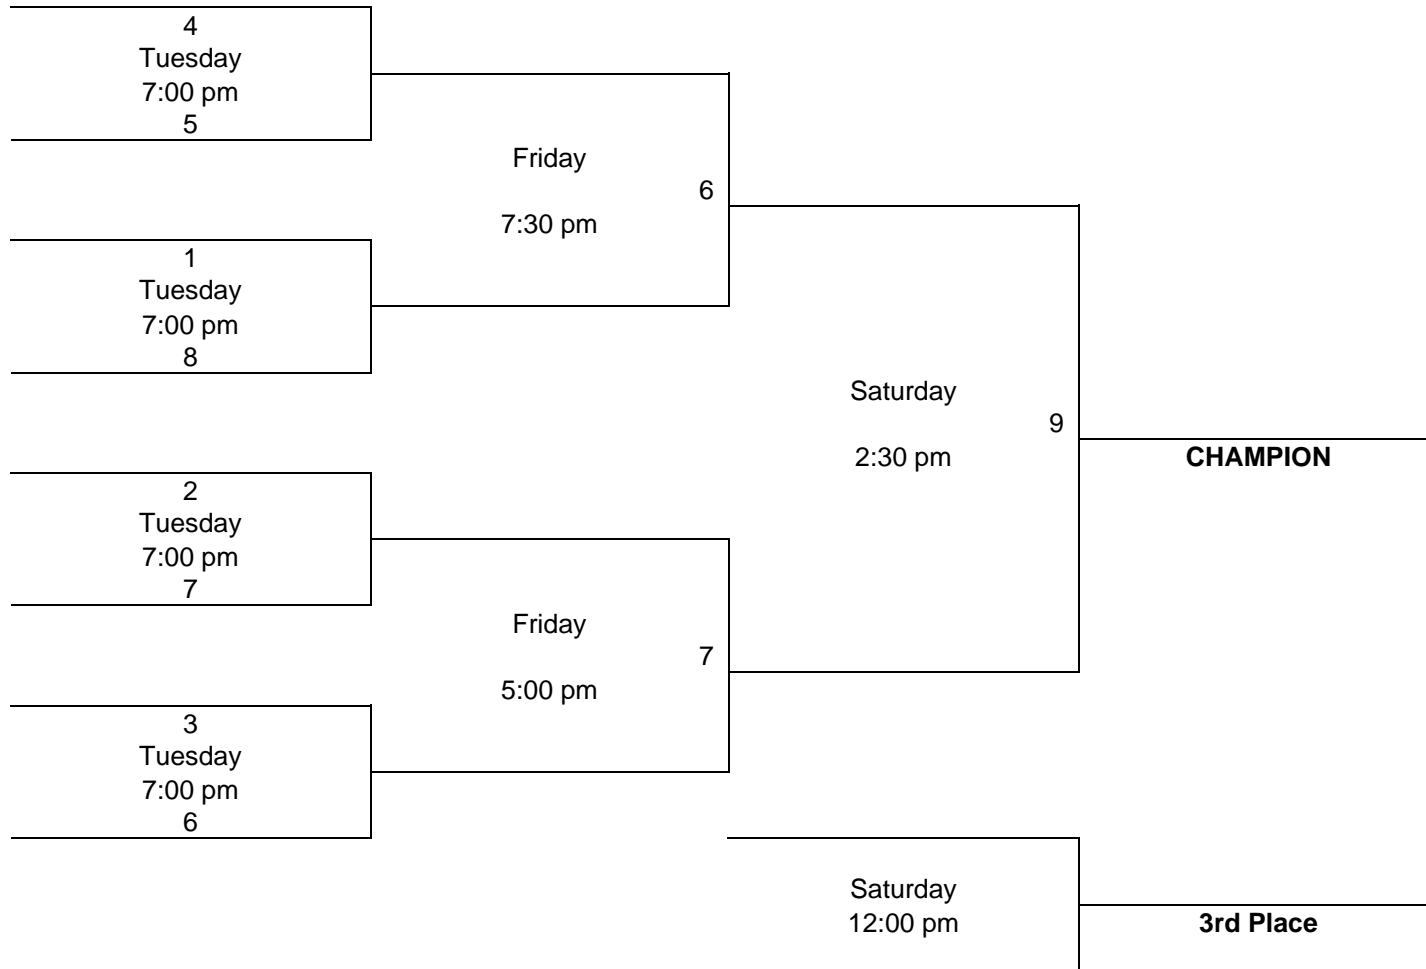 4
Tuesday
7:00 pm
5
Friday
6
7:30 pm
1
Tuesday
7:00 pm
8
Saturday
9
2:30 pm
CHAMPION
2
Tuesday
7:00 pm
7
Friday
7
5:00 pm
3
Tuesday
7:00 pm
6
Saturday
12:00 pm
3rd Place